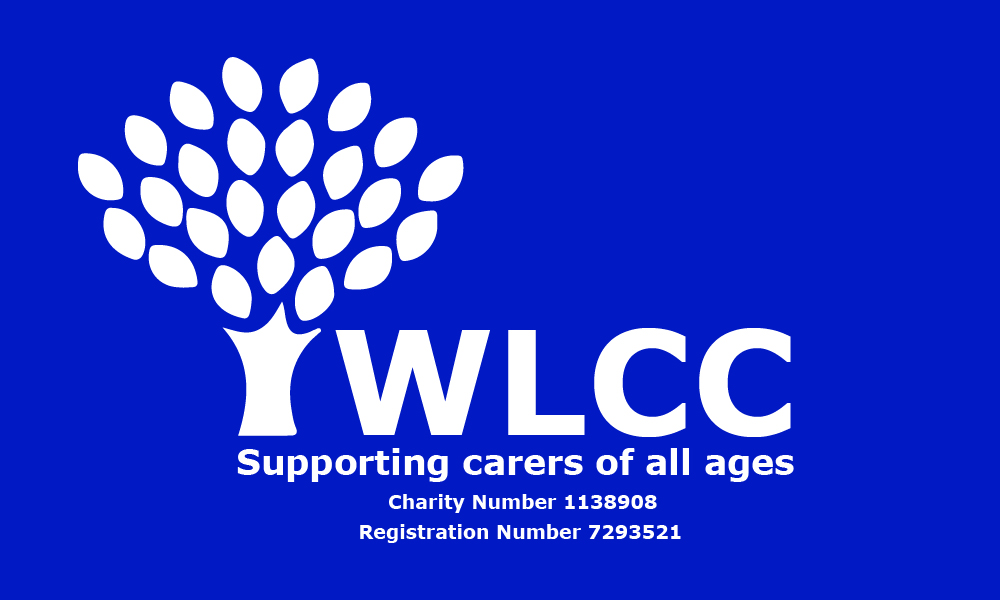 WLCC
Supporting carers of all ages
Charity Number 1138908
Registration Number 7293521